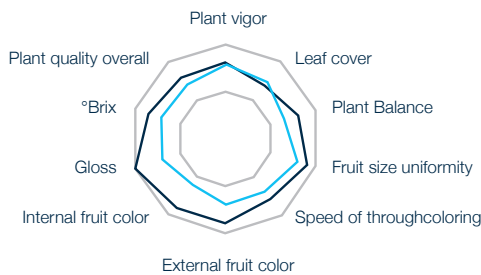 Plant vigor
Plant quality overall
Leaf cover
°Brix
Plant Balance
Gloss
Fruit size uniformity
Internal fruit color
Speed of throughcoloring
External fruit color